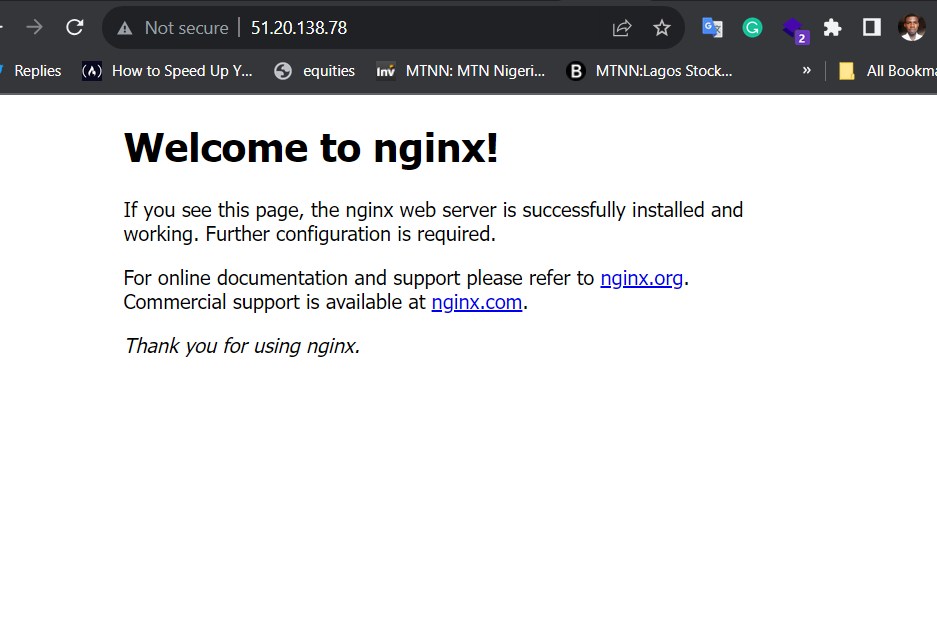 Not secure 51.20.138.78
2
Replies How to Speed Up Y... equities Inv MTNN: MTN Nigeri... B MTNN:Lagos Stock... » All Bookma
Welcome to nginx!
If you see this page, the nginx web server is successfully installed and
working. Further configuration is required.
For online documentation and support please refer to nginx.org.
Commercial support is available at nginx.com.
Thank you for using nginx.